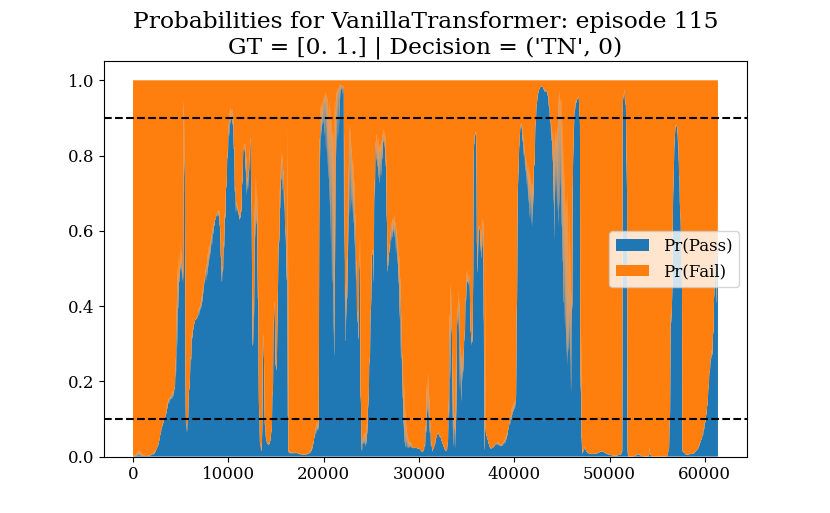 Probabilities for VanillaTransformer: episode 115
GT = [0. 1.] | Decision = ('TN', 0)
1.0
0.8
0.6
0.4
0.2
0.0
Pr(Pass)
Pr(Fail)
0 10000 20000 30000 40000 50000 60000